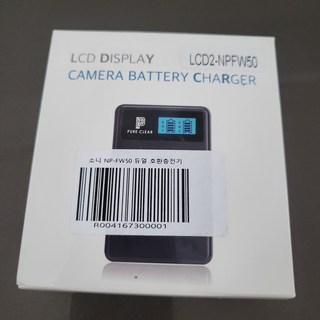 LCD DISPLAY LCD2-NPFW50
CAMERA BATTERY CHARGER
PURE CLEAR
소니 NP-FW50 듀얼 호환충전기
R004167300001